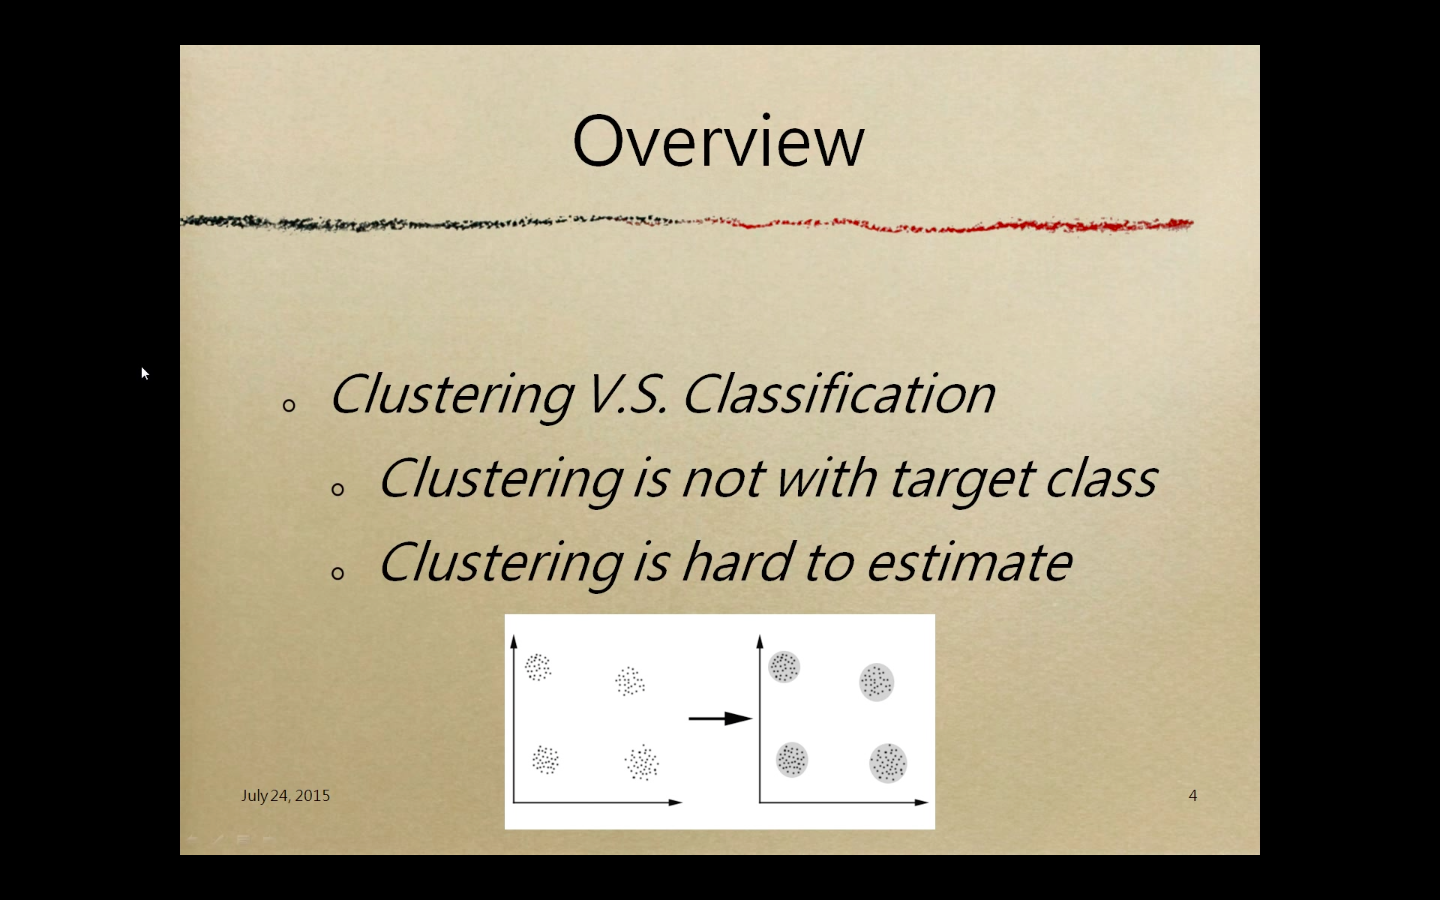 Overview
Clustering V.S. Classification
Clustering is not with target class
Clustering is hard to estimate
July 24, 2015
4